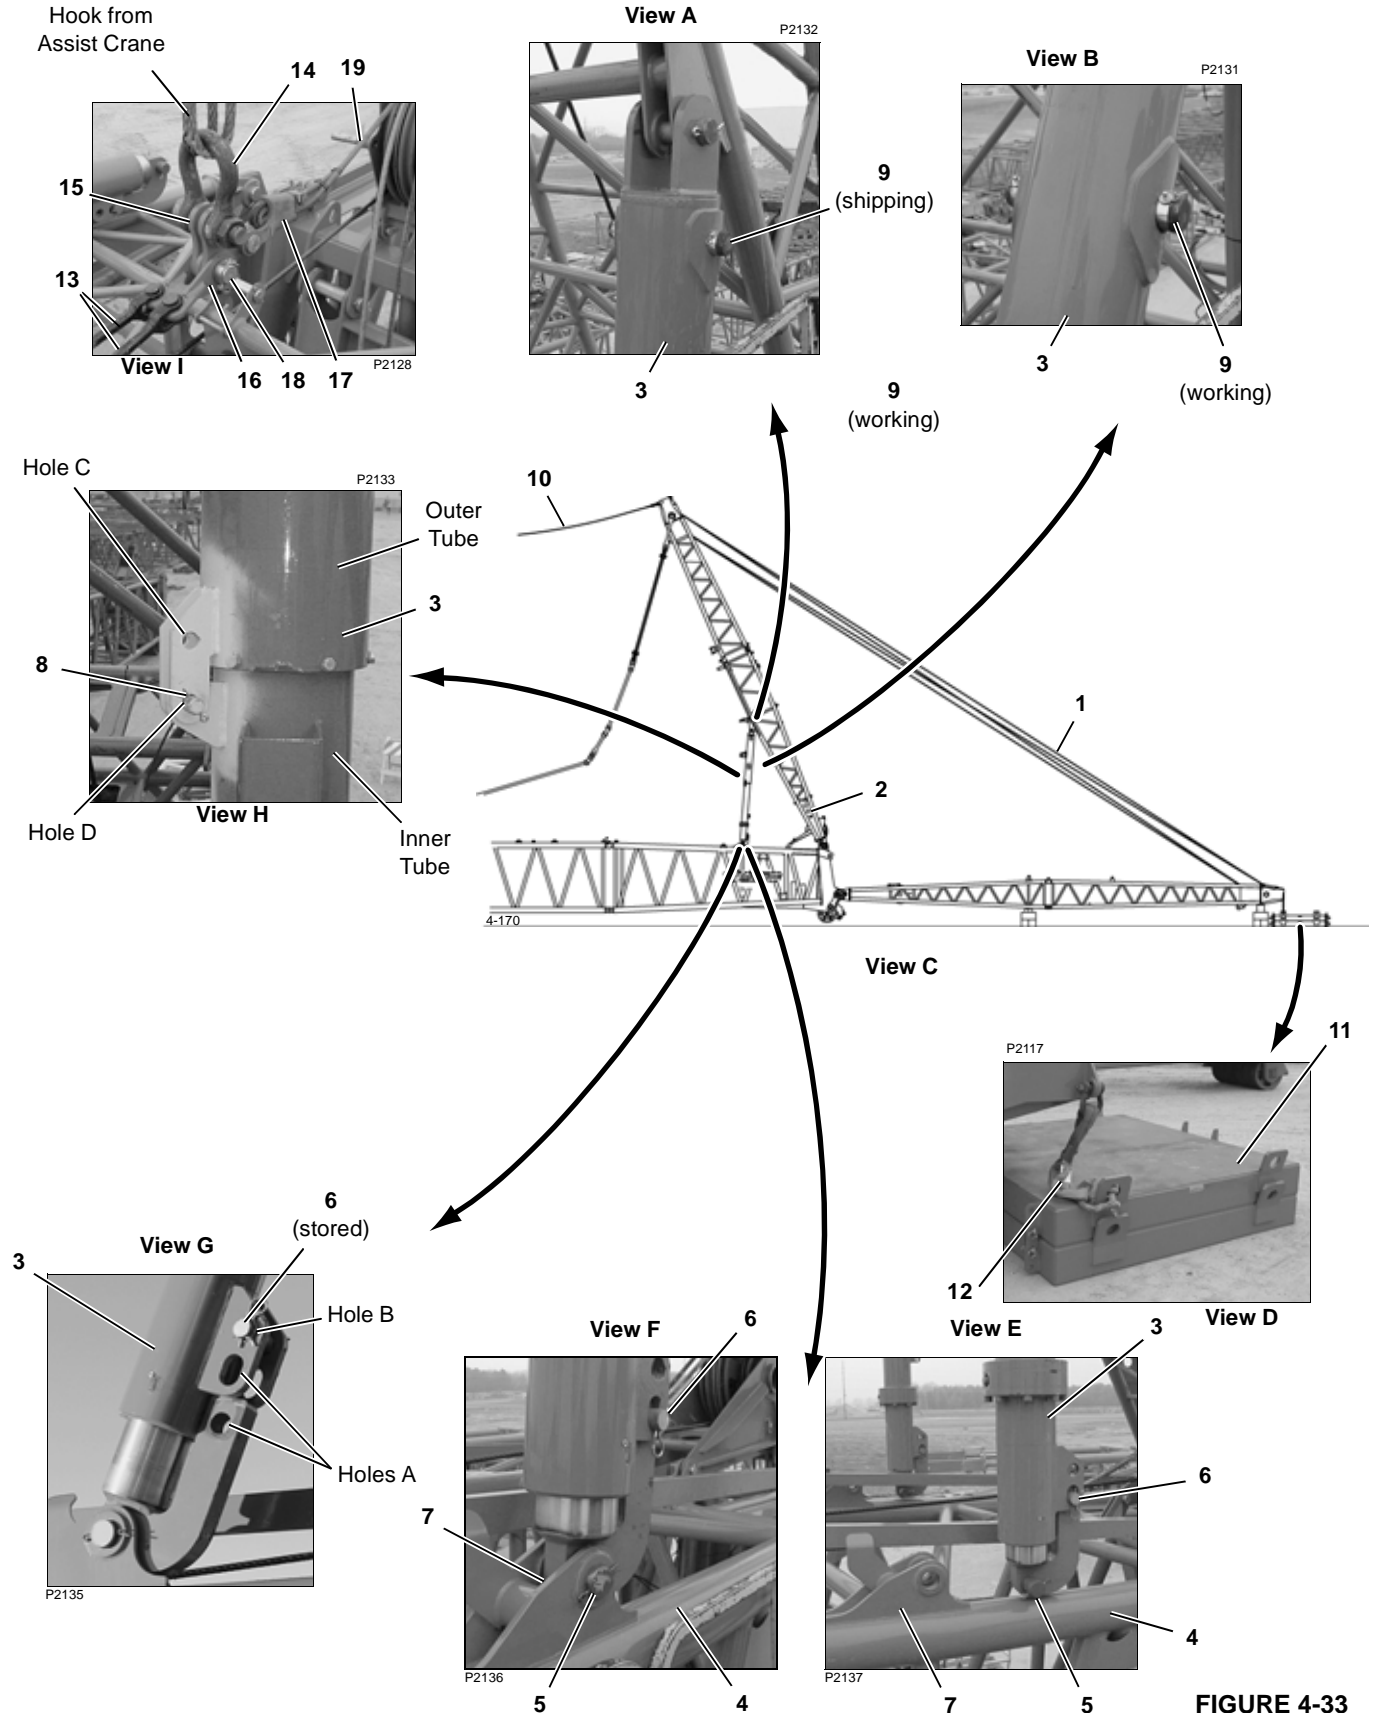 Hook from
Assist Crane
14
19
15
13
View I
16
18
17
P2128
View A
P2132
9
(shipping)
3
9
(working)
View B
P2131
3
9
(working)
Hole C
P2133
Outer
Tube
3
8
View H
Hole D
Inner
Tube
10
1
2
4-170
View C
P2117
11
12
View D
6
(stored)
View G
3
Hole B
Holes A
P2135
View F
6
7
P2136
5
4
View E
3
6
4
P2137
7
5
FIGURE 4-33